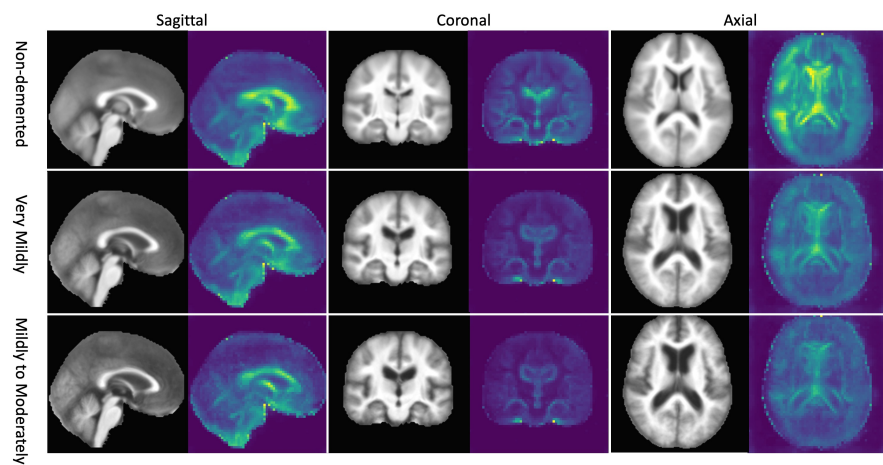 Sagittal
Coronal
Axial
Non-demented
Very Mildly
Mildly to Moderately